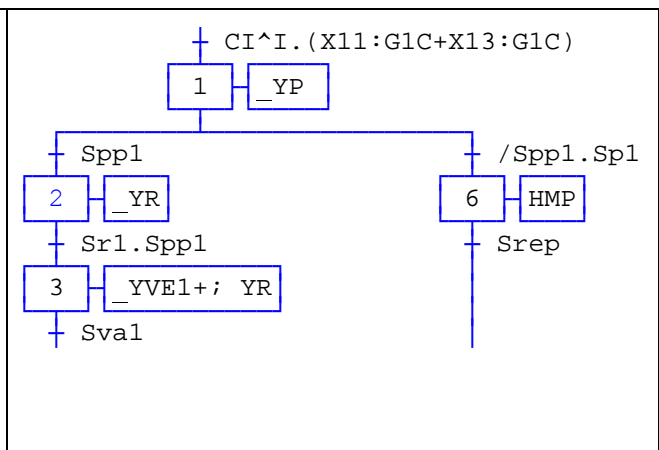 CI^I.(X11:G1C+X13:G1C)
1 _YP
Spp1 /Spp1.Sp1
2 _YR 6 HMP
Sr1.Spp1 Srep
3 _YVE1+; YR
Sva1